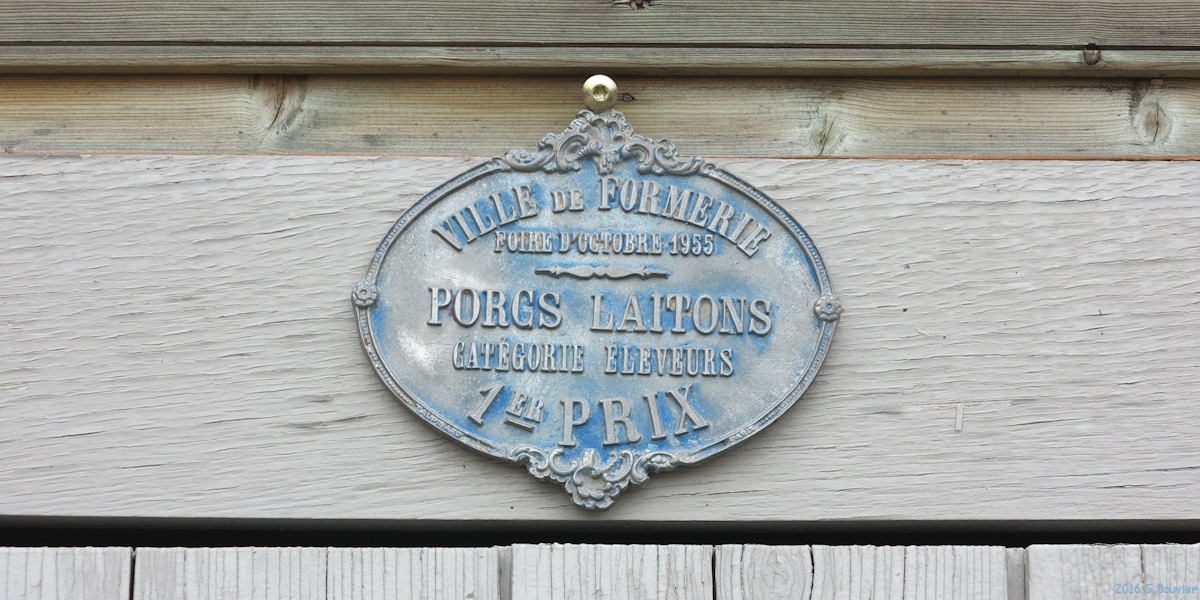 VILLE DE FORMERIE
FOIRE D'OCTOBRE 1955
PORCS LAITONS
CATÉGORIE ÉLEVEURS
1ER PRIX
2016 S.Bouvier